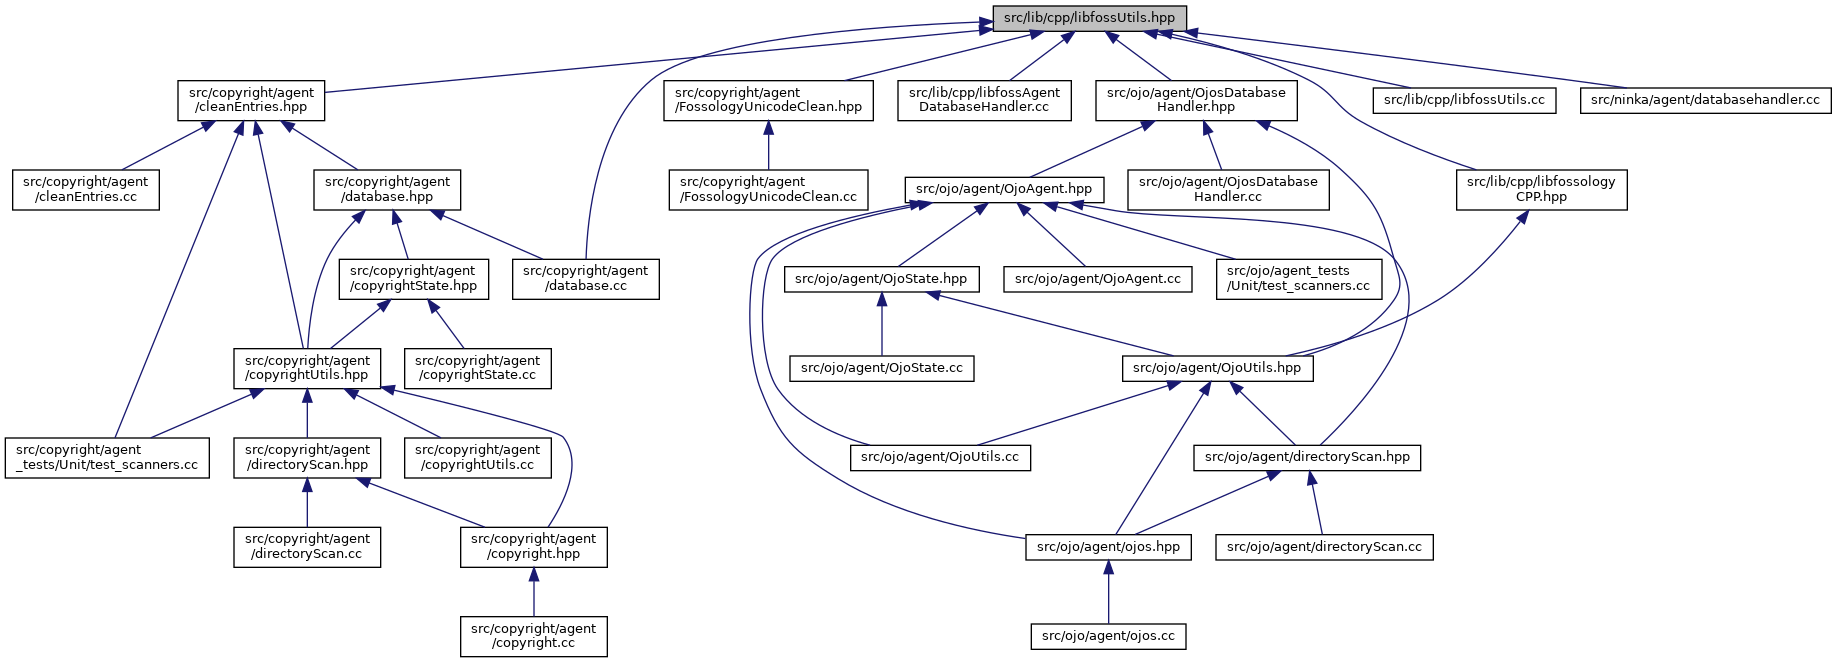 src/lib/cpp/libfossUtils.hpp
src/copyright/agent
/cleanEntries.hpp
src/copyright/agent
/FossologyUnicodeClean.hpp
src/lib/cpp/libfossAgent
DatabaseHandler.cc
src/ojo/agent/OjosDatabase
Handler.hpp
src/lib/cpp/libfossUtils.cc
src/ninka/agent/databasehandler.cc
src/copyright/agent
/cleanEntries.cc
src/copyright/agent
/database.hpp
src/copyright/agent
/FossologyUnicodeClean.cc
src/ojo/agent/OjoAgent.hpp
src/ojo/agent/OjosDatabase
Handler.cc
src/lib/cpp/libfossology
CPP.hpp
src/copyright/agent
/copyrightState.hpp
src/copyright/agent
/database.cc
src/ojo/agent/OjoState.hpp
src/ojo/agent/OjoAgent.cc
src/ojo/agent_tests
/Unit/test_scanners.cc
src/copyright/agent
/copyrightUtils.hpp
src/copyright/agent
/copyrightState.cc
src/ojo/agent/OjoState.cc
src/ojo/agent/OjoUtils.hpp
src/copyright/agent
_tests/Unit/test_scanners.cc
src/copyright/agent
/directoryScan.hpp
src/copyright/agent
/copyrightUtils.cc
src/ojo/agent/OjoUtils.cc
src/ojo/agent/directoryScan.hpp
src/copyright/agent
/directoryScan.cc
src/copyright/agent
/copyright.hpp
src/ojo/agent/ojos.hpp
src/ojo/agent/directoryScan.cc
src/copyright/agent
/copyright.cc
src/ojo/agent/ojos.cc